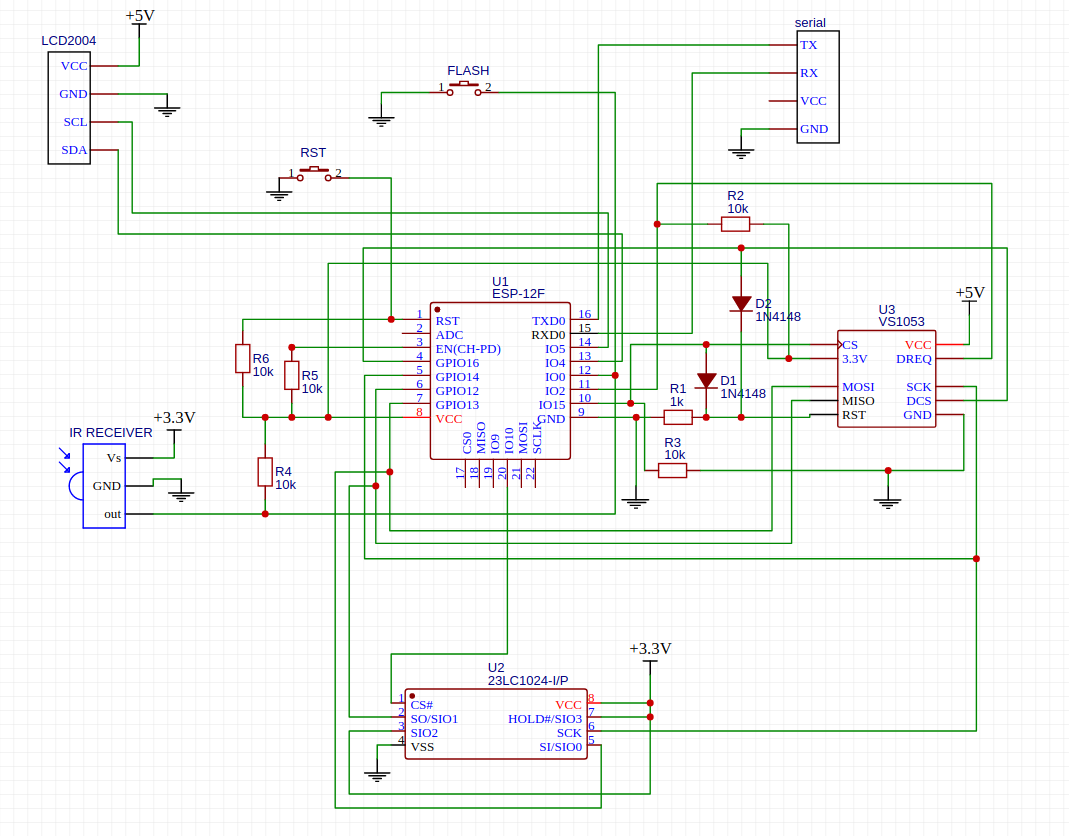 +5V
LCD2004
VCC
GND
SCL
SDA
FLASH
1 2
RST
1 2
serial
TX
RX
VCC
GND
R2
10k
D2
1N4148
U1
ESP-12F
1 RST
2 ADC
3 EN(CH-PD)
4 GPIO16
5 GPIO14
6 GPIO12
7 GPIO13
8 VCC
TXD0 16
RXD0 15
IO5 14
IO4 13
IO0 12
IO2 11
IO15 10
GND 9
CS0 MISO IO9 IO10 MOSI SCLK
17 18 19 20 21 22
R6
10k
R5
10k
R4
10k
D1
1N4148
R1
1k
R3
10k
+5V
U3
VS1053
CS
3.3V
MOSI
MISO
RST
VCC
DREQ
SCK
DCS
GND
+3.3V
IR RECEIVER
Vs
GND
out
+3.3V
U2
23LC1024-I/P
1 CS#
2 SO/SIO1
3 SIO2
4 VSS
VCC 8
HOLD#/SIO3 7
SCK 6
SI/SIO0 5